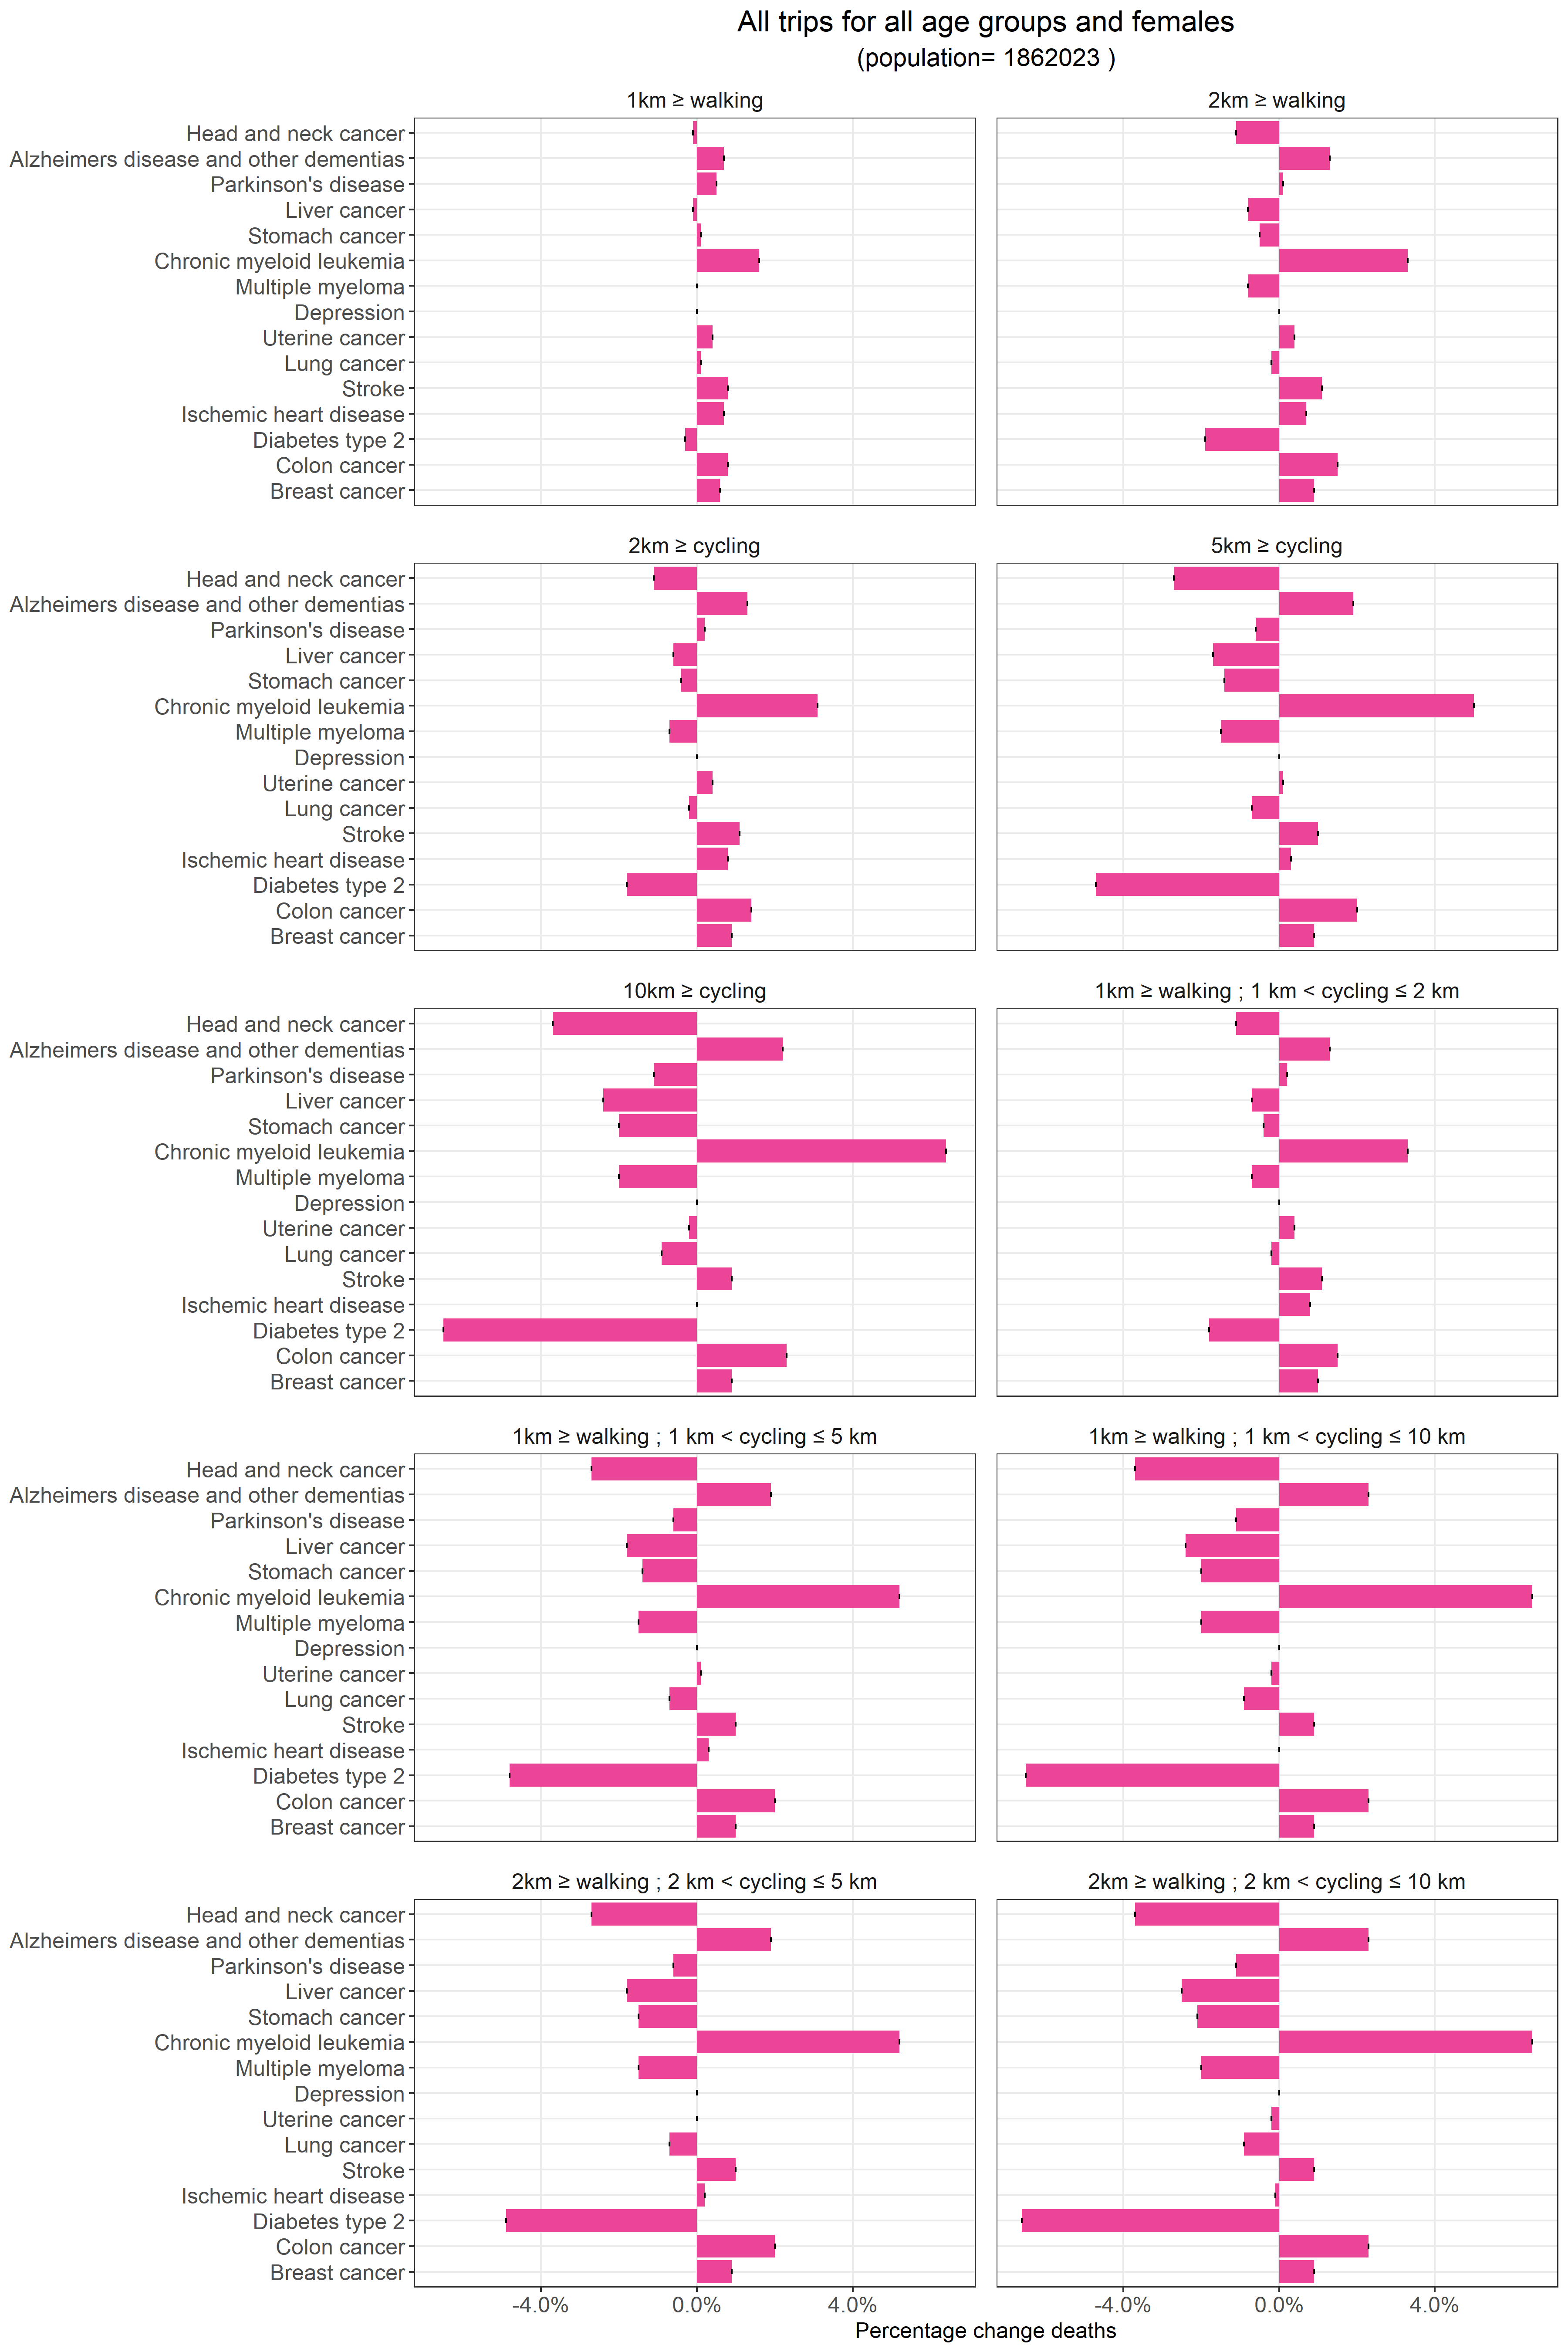 All trips for all age groups and females
(population= 1862023 )
1km ≥ walking
2km ≥ walking
Head and neck cancer
Alzheimers disease and other dementias
Parkinson's disease
Liver cancer
Stomach cancer
Chronic myeloid leukemia
Multiple myeloma
Depression
Uterine cancer
Lung cancer
Stroke
Ischemic heart disease
Diabetes type 2
Colon cancer
Breast cancer
2km ≥ cycling
5km ≥ cycling
Head and neck cancer
Alzheimers disease and other dementias
Parkinson's disease
Liver cancer
Stomach cancer
Chronic myeloid leukemia
Multiple myeloma
Depression
Uterine cancer
Lung cancer
Stroke
Ischemic heart disease
Diabetes type 2
Colon cancer
Breast cancer
10km ≥ cycling
1km ≥ walking ; 1 km < cycling ≤ 2 km
Head and neck cancer
Alzheimers disease and other dementias
Parkinson's disease
Liver cancer
Stomach cancer
Chronic myeloid leukemia
Multiple myeloma
Depression
Uterine cancer
Lung cancer
Stroke
Ischemic heart disease
Diabetes type 2
Colon cancer
Breast cancer
1km ≥ walking ; 1 km < cycling ≤ 5 km
1km ≥ walking ; 1 km < cycling ≤ 10 km
Head and neck cancer
Alzheimers disease and other dementias
Parkinson's disease
Liver cancer
Stomach cancer
Chronic myeloid leukemia
Multiple myeloma
Depression
Uterine cancer
Lung cancer
Stroke
Ischemic heart disease
Diabetes type 2
Colon cancer
Breast cancer
2km ≥ walking ; 2 km < cycling ≤ 5 km
2km ≥ walking ; 2 km < cycling ≤ 10 km
Head and neck cancer
Alzheimers disease and other dementias
Parkinson's disease
Liver cancer
Stomach cancer
Chronic myeloid leukemia
Multiple myeloma
Depression
Uterine cancer
Lung cancer
Stroke
Ischemic heart disease
Diabetes type 2
Colon cancer
Breast cancer
-4.0% 0.0% 4.0% -4.0% 0.0% 4.0%
Percentage change deaths